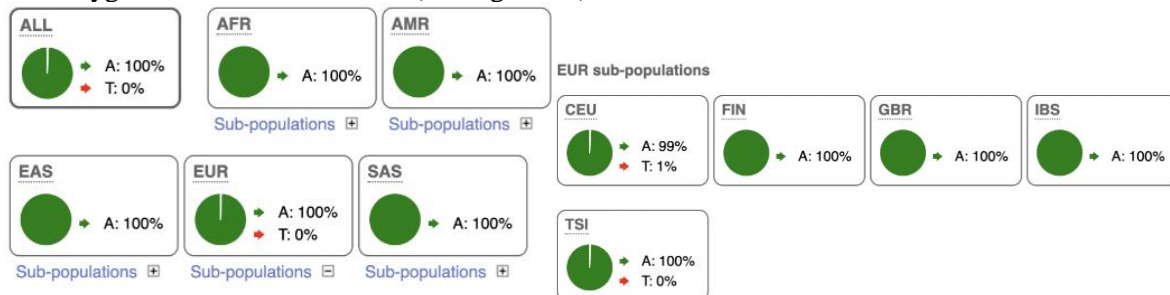 ALL
A: 100%
T: 0%
AFR
A: 100%
Sub-populations
AMR
A: 100%
Sub-populations
EAS
A: 100%
Sub-populations
EUR
A: 100%
T: 0%
Sub-populations
SAS
A: 100%
Sub-populations
EUR sub-populations
CEU
A: 99%
T: 1%
FIN
A: 100%
GBR
A: 100%
IBS
A: 100%
TSI
A: 100%
T: 0%